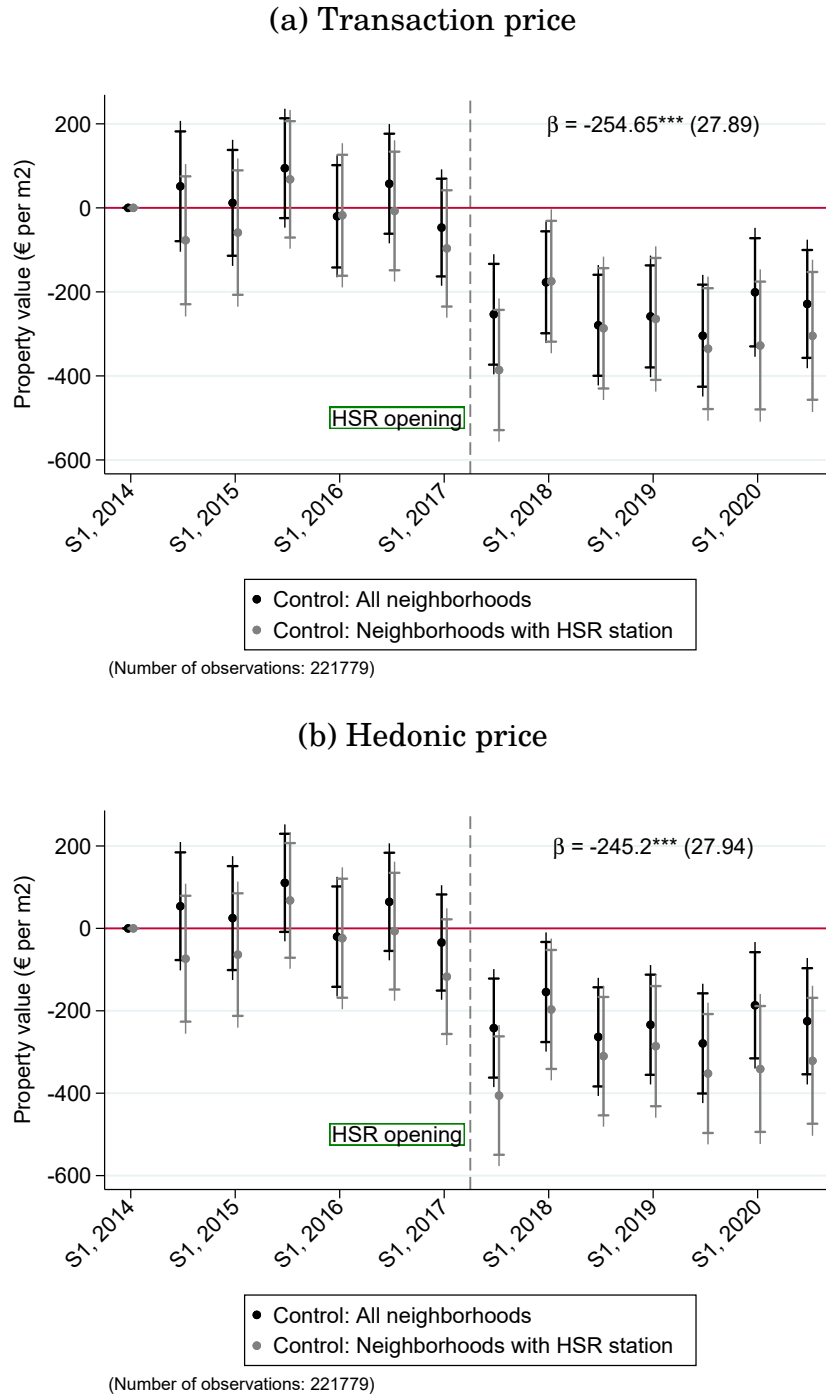 (a) Transaction price
β = -254.65*** (27.89)
Property value (€ per m2)
200
0
-200
-400
-600
HSR opening
S1, 2014
S1, 2015
S1, 2016
S1, 2017
S1, 2018
S1, 2019
S1, 2020
Control: All neighborhoods
Control: Neighborhoods with HSR station
(Number of observations: 221779)
(b) Hedonic price
β = -245.2*** (27.94)
Property value (€ per m2)
200
0
-200
-400
-600
HSR opening
S1, 2014
S1, 2015
S1, 2016
S1, 2017
S1, 2018
S1, 2019
S1, 2020
Control: All neighborhoods
Control: Neighborhoods with HSR station
(Number of observations: 221779)